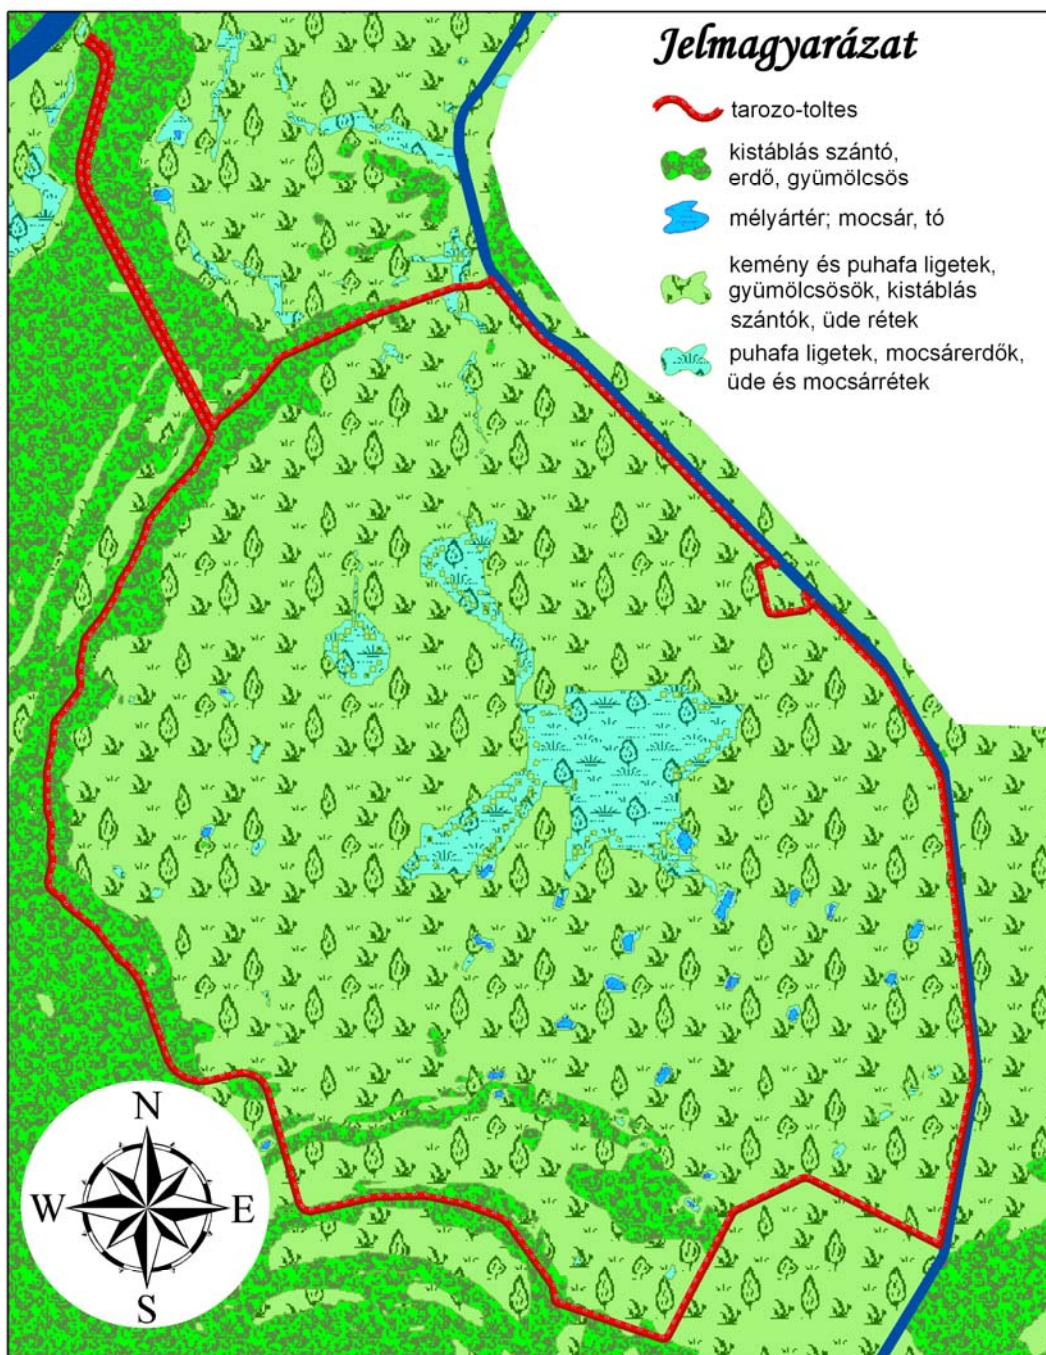 Jelmagyarázat
tarozo-toltes
kistáblás szántó,
erdő, gyümölcsös
mélyártér; mocsár, tó
kemény és puhafa ligetek,
gyümölcsösök, kistáblás
szántók, üde rétek
puhafa ligetek, mocsárerdők,
üde és mocsárrétek
N
W E
S